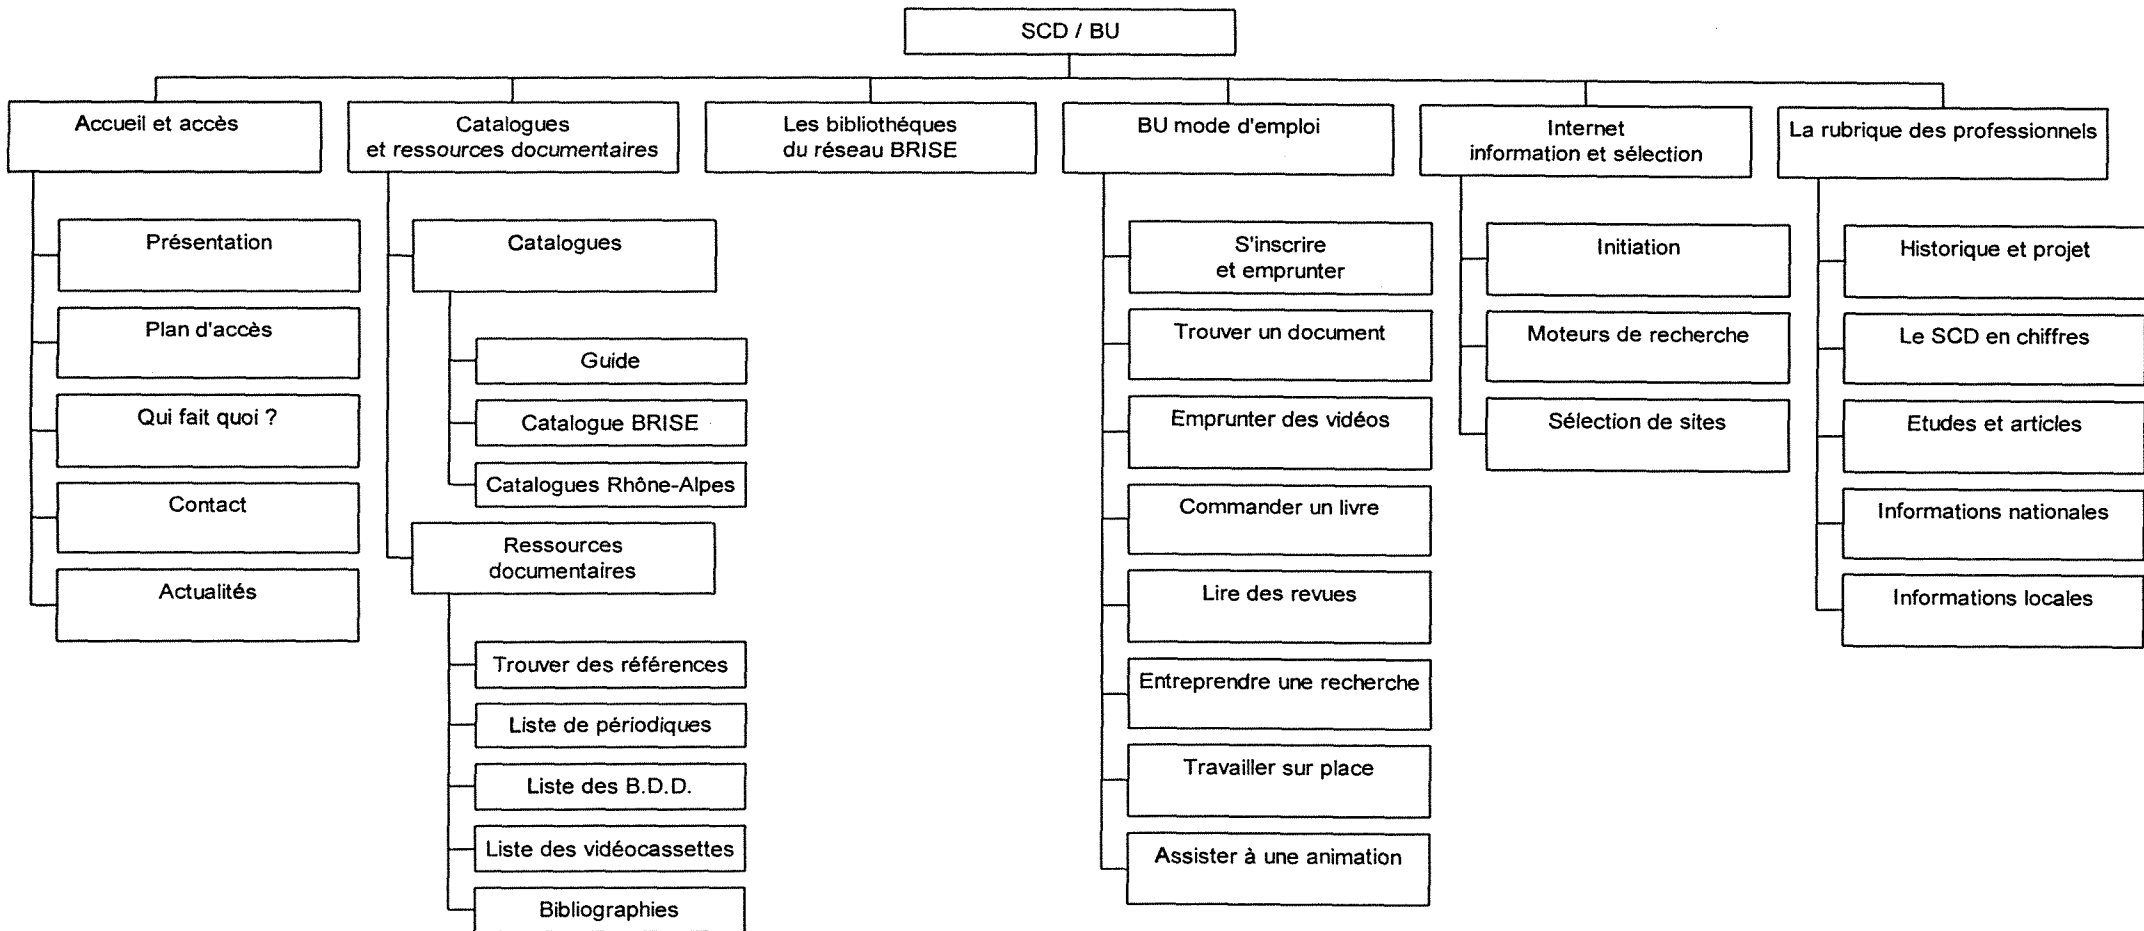 SCD / BU
Accueil et accès
Présentation
Plan d'accès
Qui fait quoi ?
Contact
Actualités
Catalogues
et ressources documentaires
Catalogues
Guide
Catalogue BRISE
Catalogues Rhône-Alpes
Ressources
documentaires
Trouver des références
Liste de périodiques
Liste des B.D.D.
Liste des vidéocassettes
Bibliographies
Les bibliothéques
du réseau BRISE
BU mode d'emploi
S'inscrire
et emprunter
Trouver un document
Emprunter des vidéos
Commander un livre
Lire des revues
Entreprendre une recherche
Travailler sur place
Assister à une animation
Internet
information et sélection
Initiation
Moteurs de recherche
Sélection de sites
La rubrique des professionnels
Historique et projet
Le SCD en chiffres
Etudes et articles
Informations nationales
Informations locales